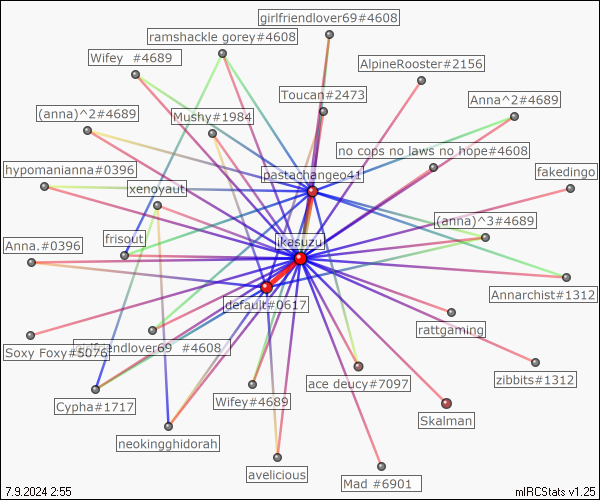 girlfriendlover69#4608
ramshackle gorey#4608
Wifey  #4689
AlpineRooster#2156
Toucan#2473
Anna^2#4689
(anna)^2#4689
Mushy#1984
no cops no laws no hope#4608
hypomanianna#0396
pastachangeo41
fakedingo
xenoyaut
(anna)^3#4689
frisout
ikasuzu
Anna.#0396
Annarchist#1312
default#0617
rattgaming
girlfriendlover69  #4608
Soxy Foxy#5076
ace deucy#7097
zibbits#1312
Cypha#1717
Wifey#4689
Skalman
neokingghidorah
avelicious
Mad #6901
7.9.2024 2:55
mIRCStats v1.25